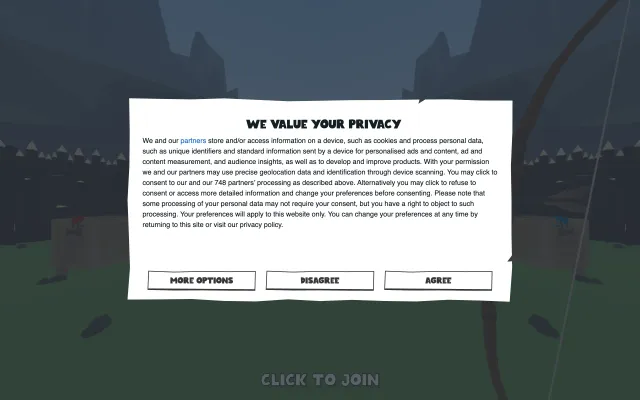 WE VALUE YOUR PRIVACY
We and our partners store and/or access information on a device, such as cookies and process personal data,
such as unique identifiers and standard information sent by a device for personalised ads and content, ad and
content measurement, and audience insights, as well as to develop and improve products. With your permission
we and our partners may use precise geolocation data and identification through device scanning. You may click to
consent to our and our 748 partners' processing as described above. Alternatively you may click to refuse to
consent or access more detailed information and change your preferences before consenting. Please note that
some processing of your personal data may not require your consent, but you have a right to object to such
processing. Your preferences will apply to this website only. You can change your preferences at any time by
returning to this site or visit our privacy policy.
MORE OPTIONS
DISAGREE
AGREE
CLICK TO JOIN